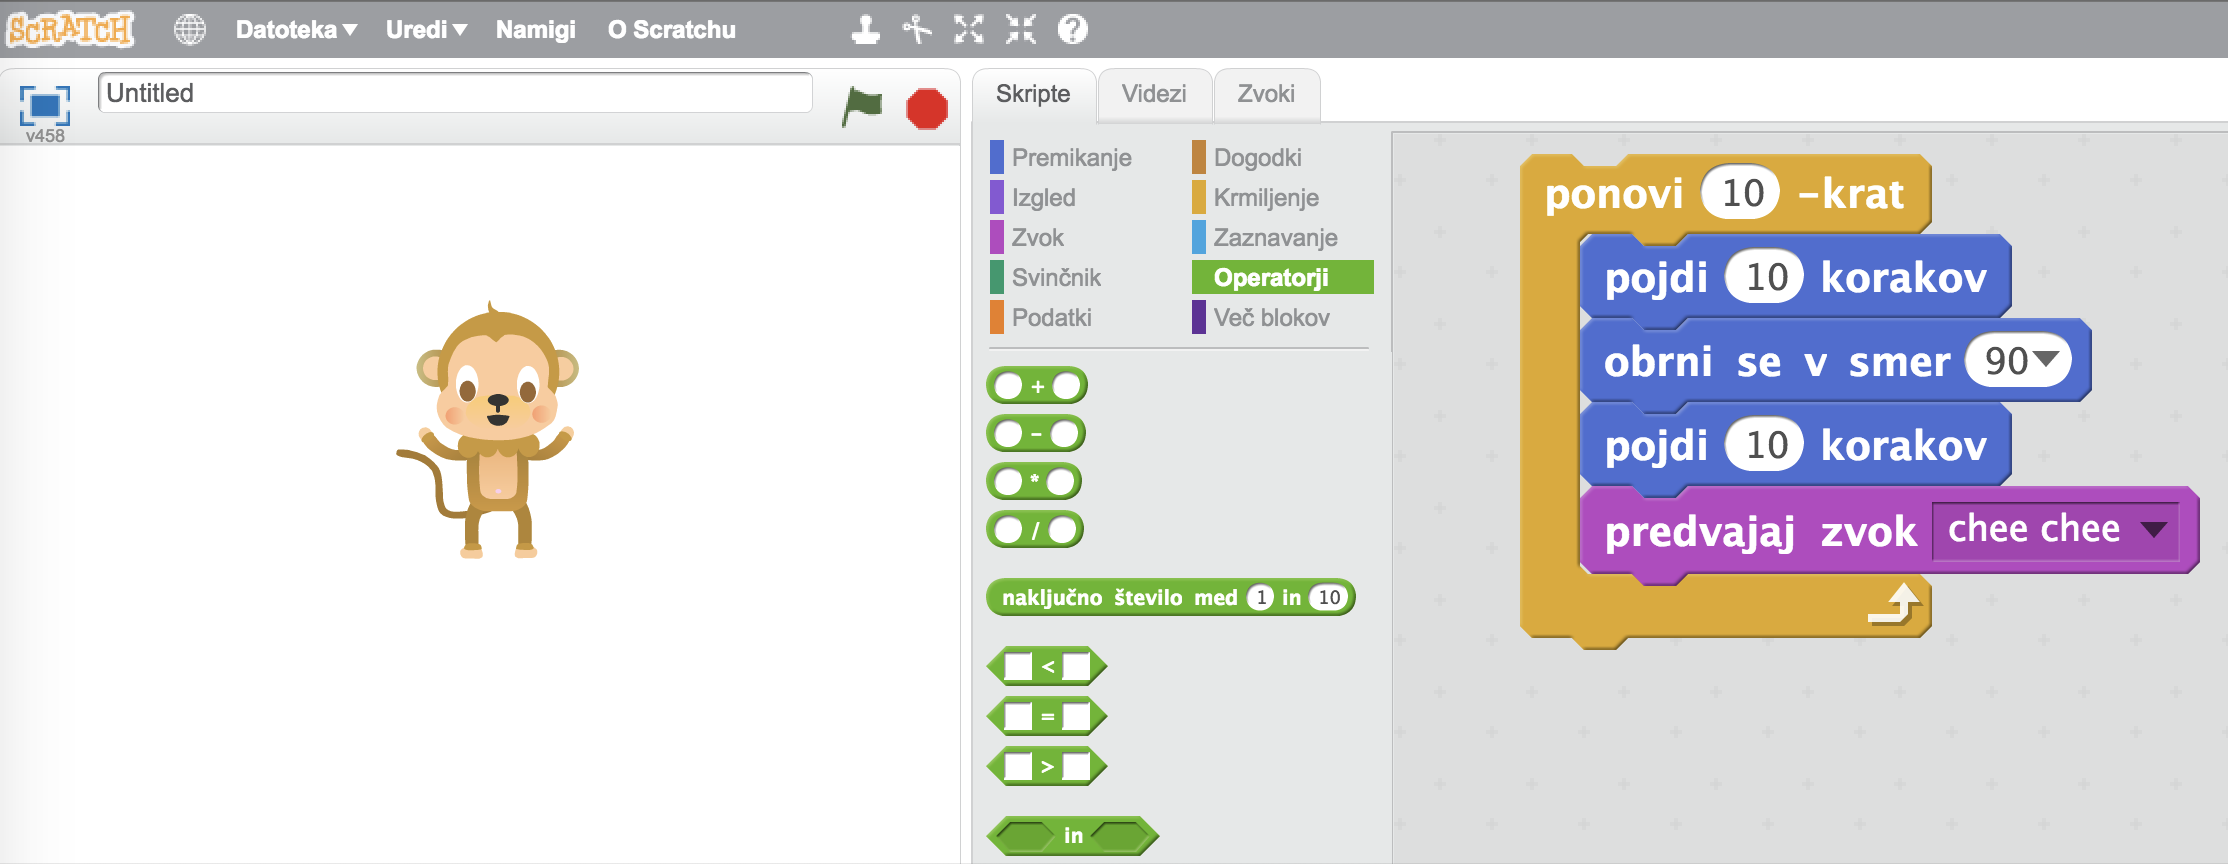 SCRATCH Datoteka Uredi Namigi O Scratchu
Untitled
v458
Skripte Videzi Zvoki
Premikanje Dogodki
Izgled Krmiljenje
Zvok Zaznavanje
Svinčnik Operatorji
Podatki Več blokov
+
-
*
/
naključno število med 1 in 10
<
=
>
in
ponovi 10 -krat
pojdi 10 korakov
obrni se v smer 90
pojdi 10 korakov
predvajaj zvok chee chee